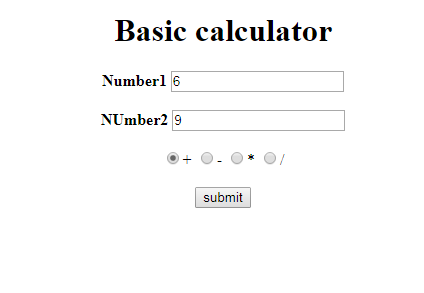 Basic calculator
Number1 6
NUmber2 9
+ - * /
submit